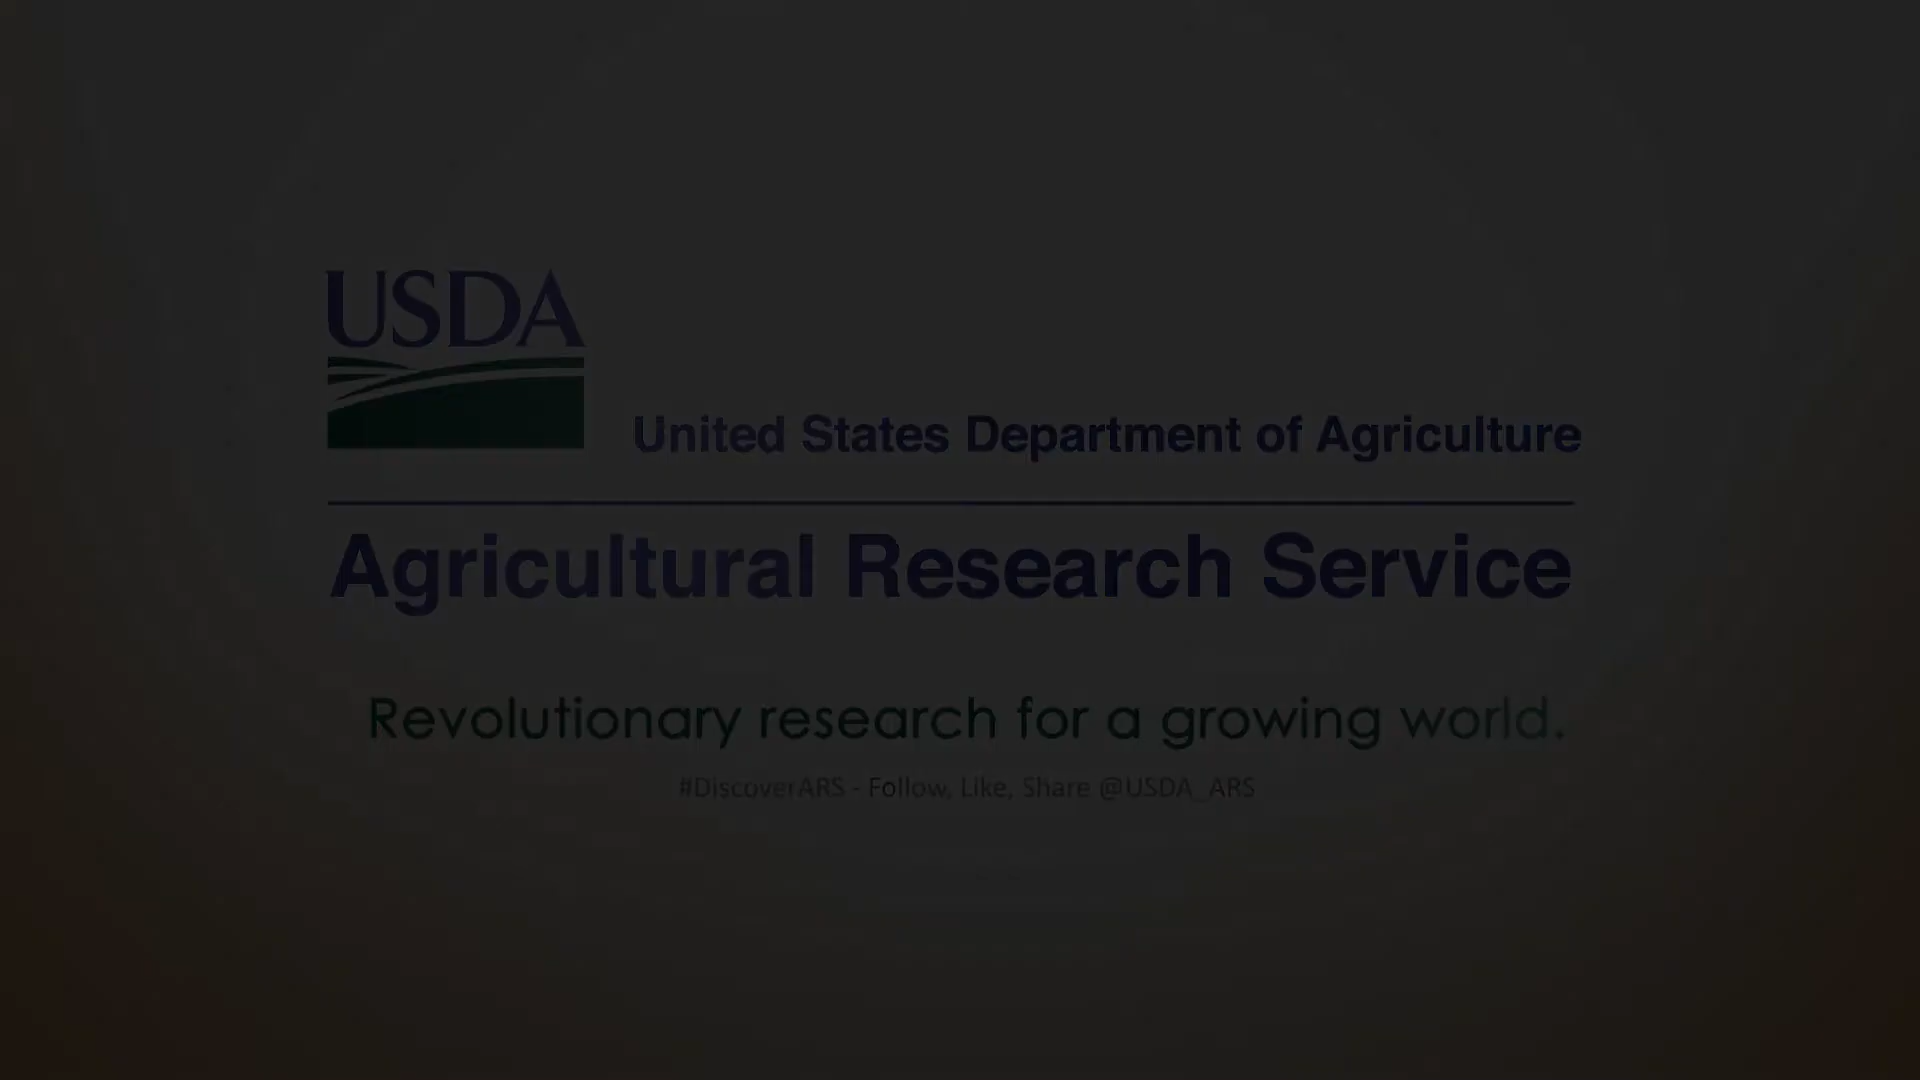 USDA
United States Department of Agriculture
Agricultural Research Service
Revolutionary research for a growing world.
#DiscoverARS - Follow, Like, Share @USDA_ARS